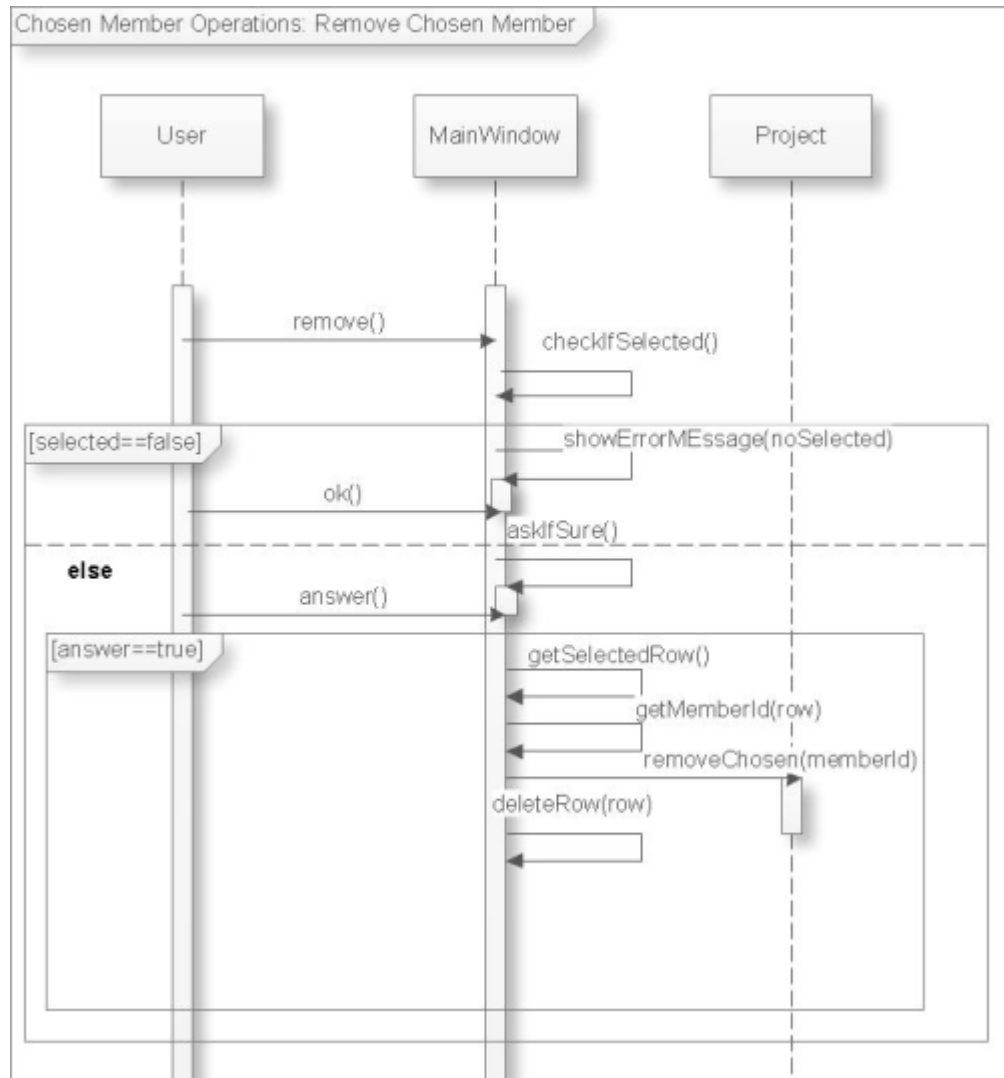 Chosen Member Operations: Remove Chosen Member
User
MainWindow
Project
remove()
checkIfSelected()
[selected==false]
showErrorMEssage(noSelected)
ok()
askIfSure()
else
answer()
[answer==true]
getSelectedRow()
getMemberId(row)
removeChosen(memberId)
deleteRow(row)